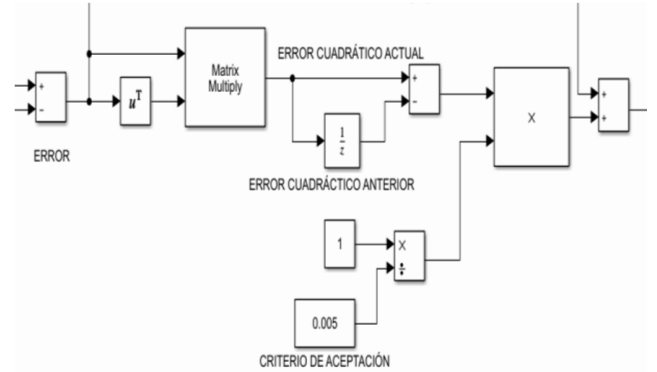 +
−
ERROR
u^T
Matrix
Multiply
ERROR CUADRÁTICO ACTUAL
1
z
ERROR CUADRÁCTICO ANTERIOR
+
−
X
+
+
1
X
÷
0.005
CRITERIO DE ACEPTACIÓN